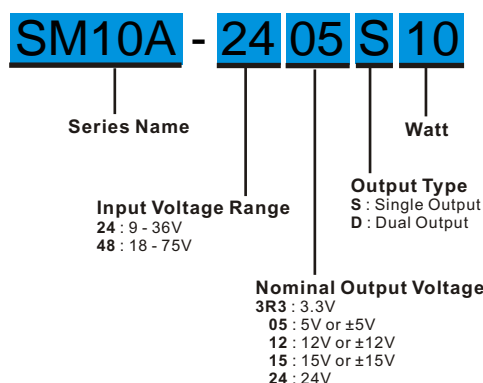 SM10A - 24 05 S 10
Series Name
Watt
Output Type
S : Single Output
D : Dual Output
Input Voltage Range
24 : 9 - 36V
48 : 18 - 75V
Nominal Output Voltage
3R3 : 3.3V
05 : 5V or ±5V
12 : 12V or ±12V
15 : 15V or ±15V
24 : 24V